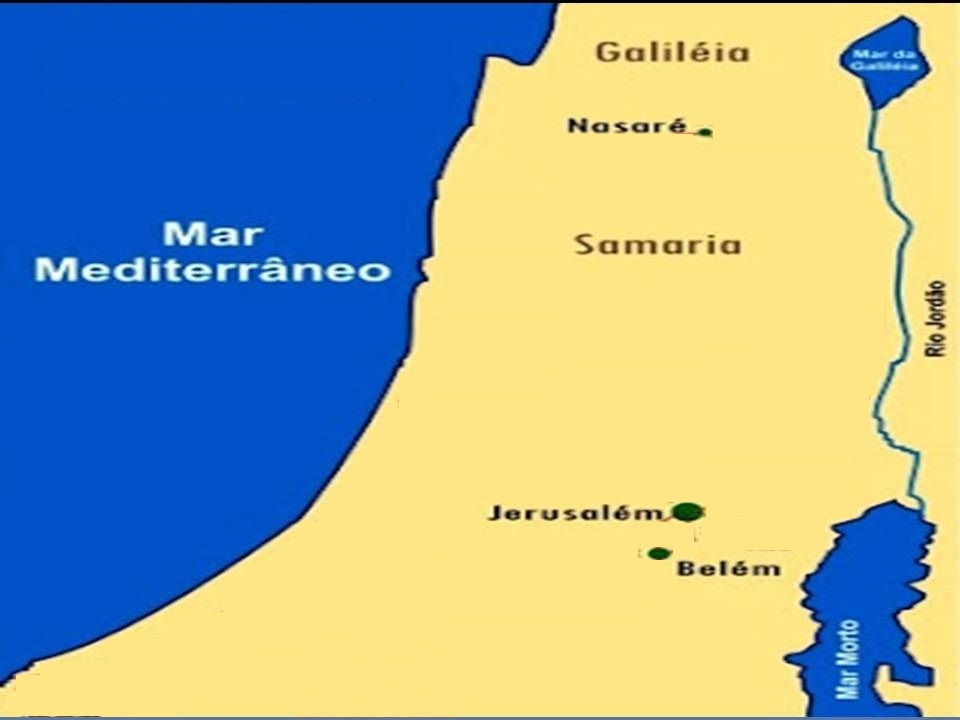 Galiléia
Mar da
Galiléia
Nasaré
Mar
Mediterrâneo
Samaria
Rio Jordão
Jerusalém
Belém
Mar Morto